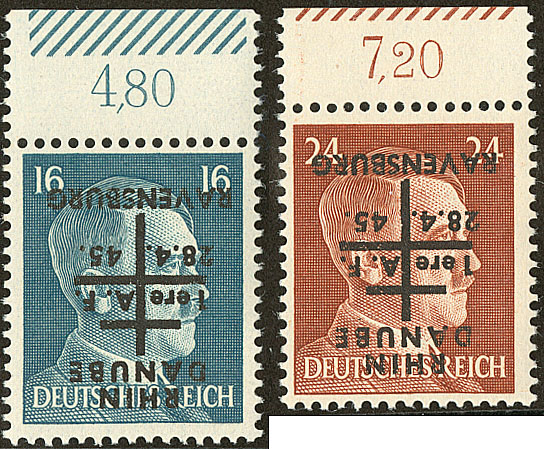 4,80
16 16
RHIN
DANUBE
1ere A. F.
28.4. 45.
RAVENSBURG
DEUTSCHES REICH
7,20
24 24
RHIN
DANUBE
1ere A. F.
28.4. 45.
RAVENSBURG
DEUTSCHES REICH